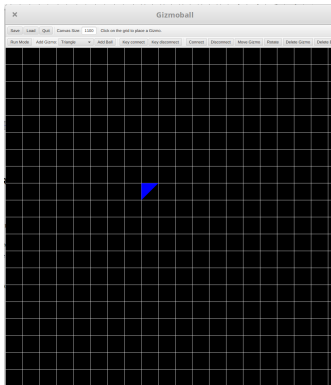 Gizmoball
Save Load Quit Canvas Size: 1100 Click on the grid to place a Gizmo.
Run Mode Add Gizmo: Triangle Add Ball Key connect Key disconnect Connect Disconnect Move Gizmo Rotate Delete Gizmo Delete